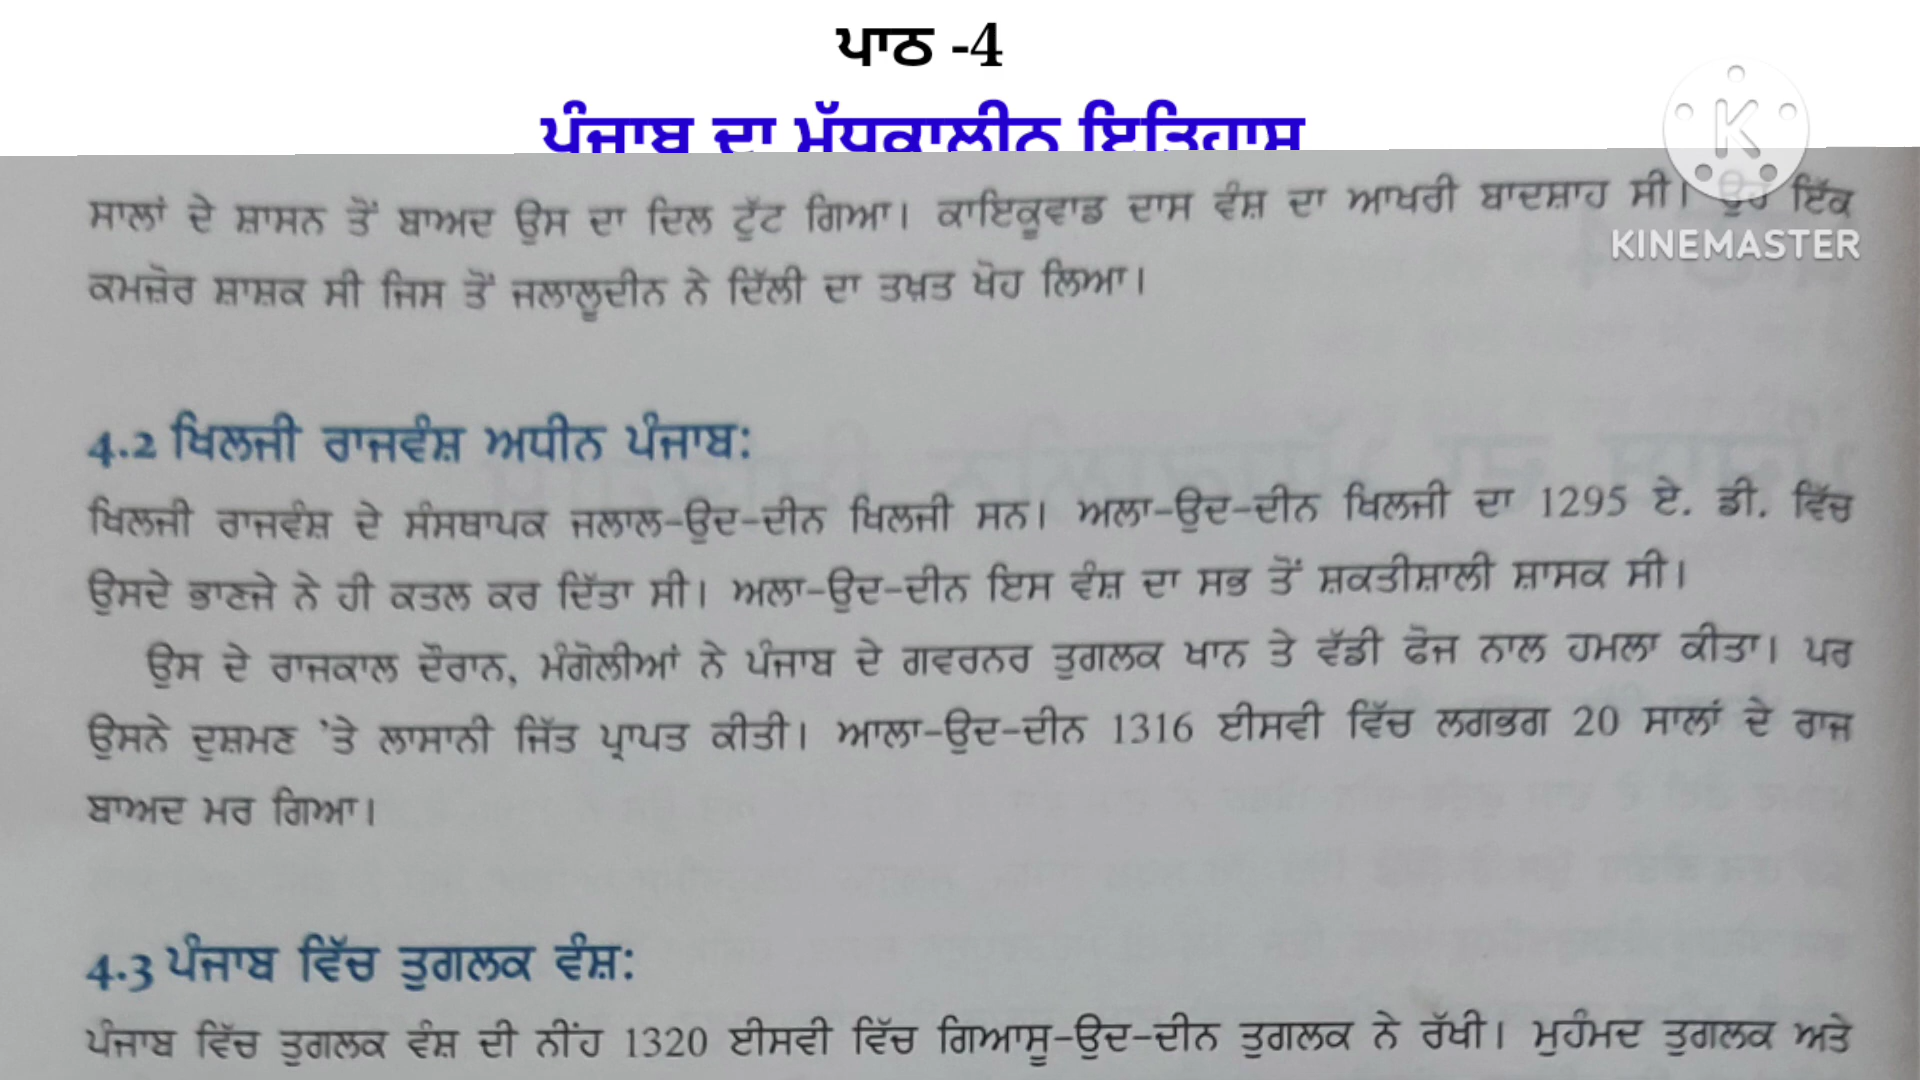 ਪਾਠ -4
ਪੰਜਾਬ ਦਾ ਮੱਧਕਾਲੀਨ ਇਤਿਹਾਸ
ਸਾਲਾਂ ਦੇ ਸ਼ਾਸਨ ਤੋਂ ਬਾਅਦ ਉਸ ਦਾ ਦਿਲ ਟੁੱਟ ਗਿਆ। ਕਾਇਕੂਵਾਡ ਦਾਸ ਵੰਸ਼ ਦਾ ਆਖਰੀ ਬਾਦਸ਼ਾਹ ਸੀ। ਉਹ ਇੱਕ
KINEMASTER
ਕਮਜ਼ੋਰ ਸ਼ਾਸ਼ਕ ਸੀ ਜਿਸ ਤੋਂ ਜਲਾਲੂਦੀਨ ਨੇ ਦਿੱਲੀ ਦਾ ਤਖ਼ਤ ਖੋਹ ਲਿਆ।
4.2 ਖਿਲਜੀ ਰਾਜਵੰਸ਼ ਅਧੀਨ ਪੰਜਾਬ:
ਖਿਲਜੀ ਰਾਜਵੰਸ਼ ਦੇ ਸੰਸਥਾਪਕ ਜਲਾਲ-ਉਦ-ਦੀਨ ਖਿਲਜੀ ਸਨ। ਅਲਾ-ਉਦ-ਦੀਨ ਖਿਲਜੀ ਦਾ 1295 ਏ. ਡੀ. ਵਿੱਚ
ਉਸਦੇ ਭਾਣਜੇ ਨੇ ਹੀ ਕਤਲ ਕਰ ਦਿੱਤਾ ਸੀ। ਅਲਾ-ਉਦ-ਦੀਨ ਇਸ ਵੰਸ਼ ਦਾ ਸਭ ਤੋਂ ਸ਼ਕਤੀਸ਼ਾਲੀ ਸ਼ਾਸਕ ਸੀ।
ਉਸ ਦੇ ਰਾਜਕਾਲ ਦੌਰਾਨ, ਮੰਗੋਲੀਆਂ ਨੇ ਪੰਜਾਬ ਦੇ ਗਵਰਨਰ ਤੁਗਲਕ ਖਾਨ ਤੇ ਵੱਡੀ ਫੌਜ ਨਾਲ ਹਮਲਾ ਕੀਤਾ। ਪਰ
ਉਸਨੇ ਦੁਸ਼ਮਣ 'ਤੇ ਲਾਸਾਨੀ ਜਿੱਤ ਪ੍ਰਾਪਤ ਕੀਤੀ। ਆਲਾ-ਉਦ-ਦੀਨ 1316 ਈਸਵੀ ਵਿੱਚ ਲਗਭਗ 20 ਸਾਲਾਂ ਦੇ ਰਾਜ
ਬਾਅਦ ਮਰ ਗਿਆ।
4.3 ਪੰਜਾਬ ਵਿੱਚ ਤੁਗਲਕ ਵੰਸ਼:
ਪੰਜਾਬ ਵਿੱਚ ਤੁਗਲਕ ਵੰਸ਼ ਦੀ ਨੀਂਹ 1320 ਈਸਵੀ ਵਿੱਚ ਗਿਆਸੂ-ਉਦ-ਦੀਨ ਤੁਗਲਕ ਨੇ ਰੱਖੀ। ਮੁਹੰਮਦ ਤੁਗਲਕ ਅਤੇ